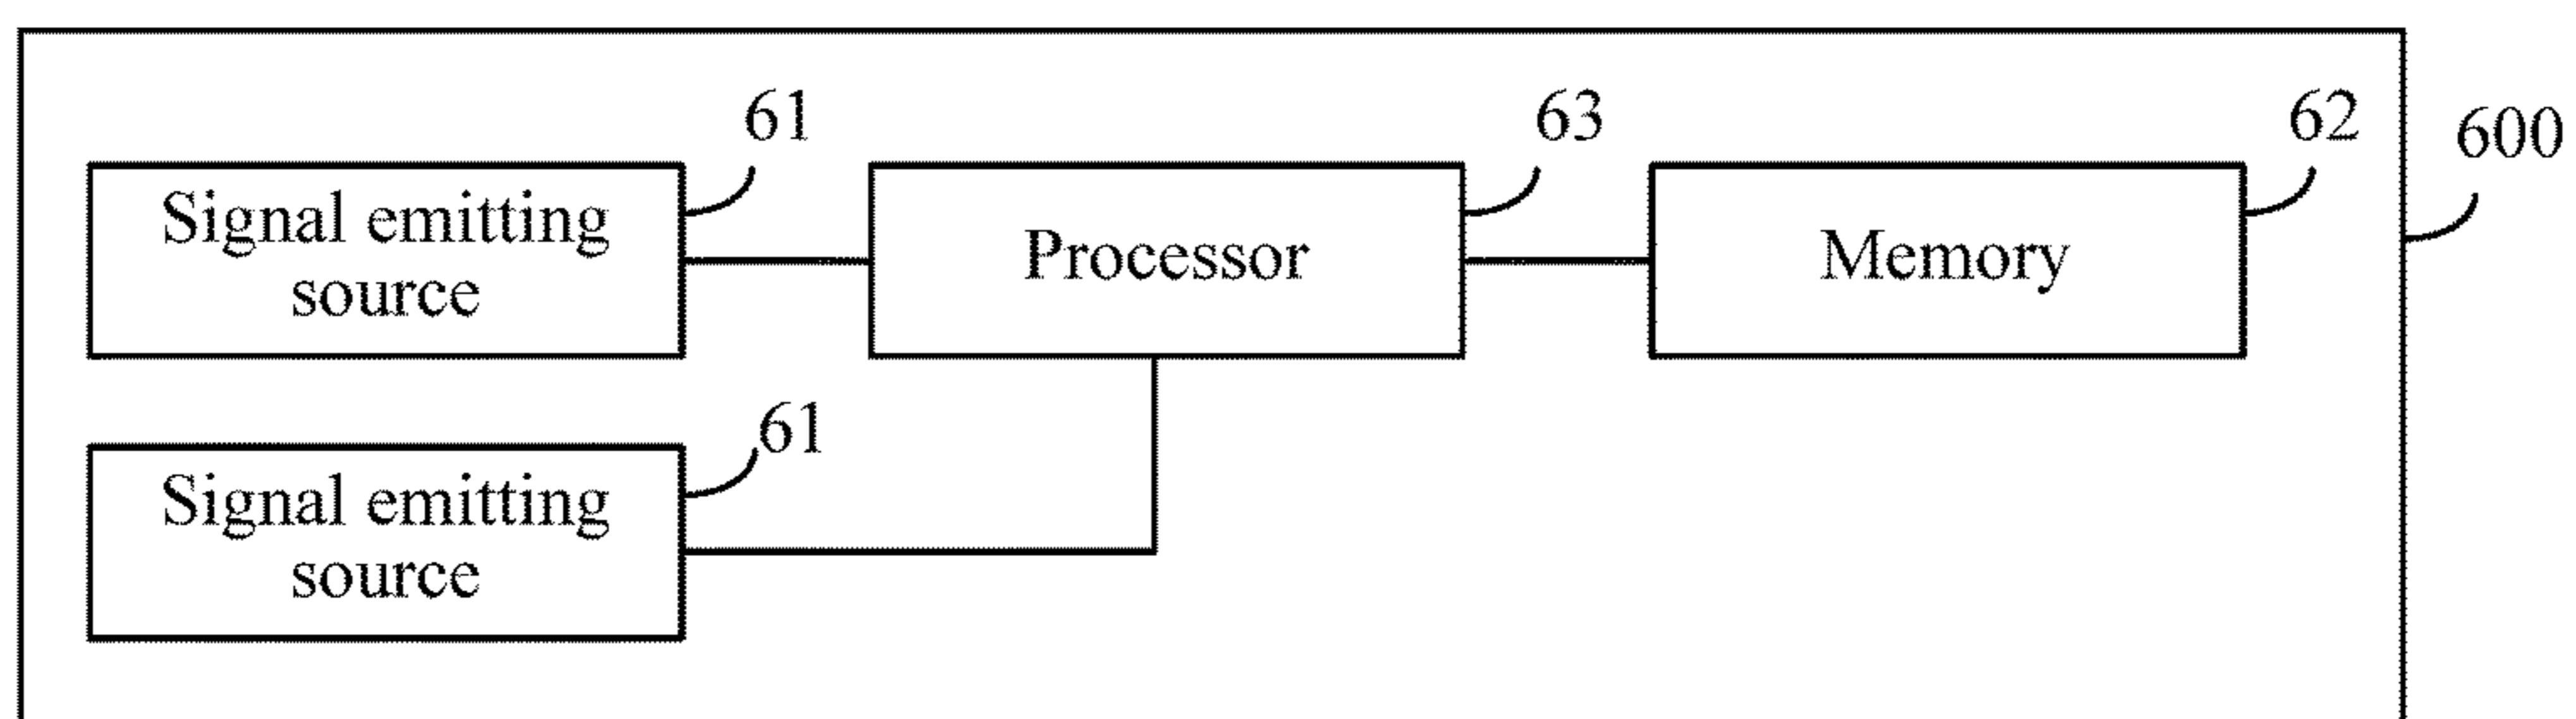 61
63
62
600
Signal emitting
source
Processor
Memory
61
Signal emitting
source